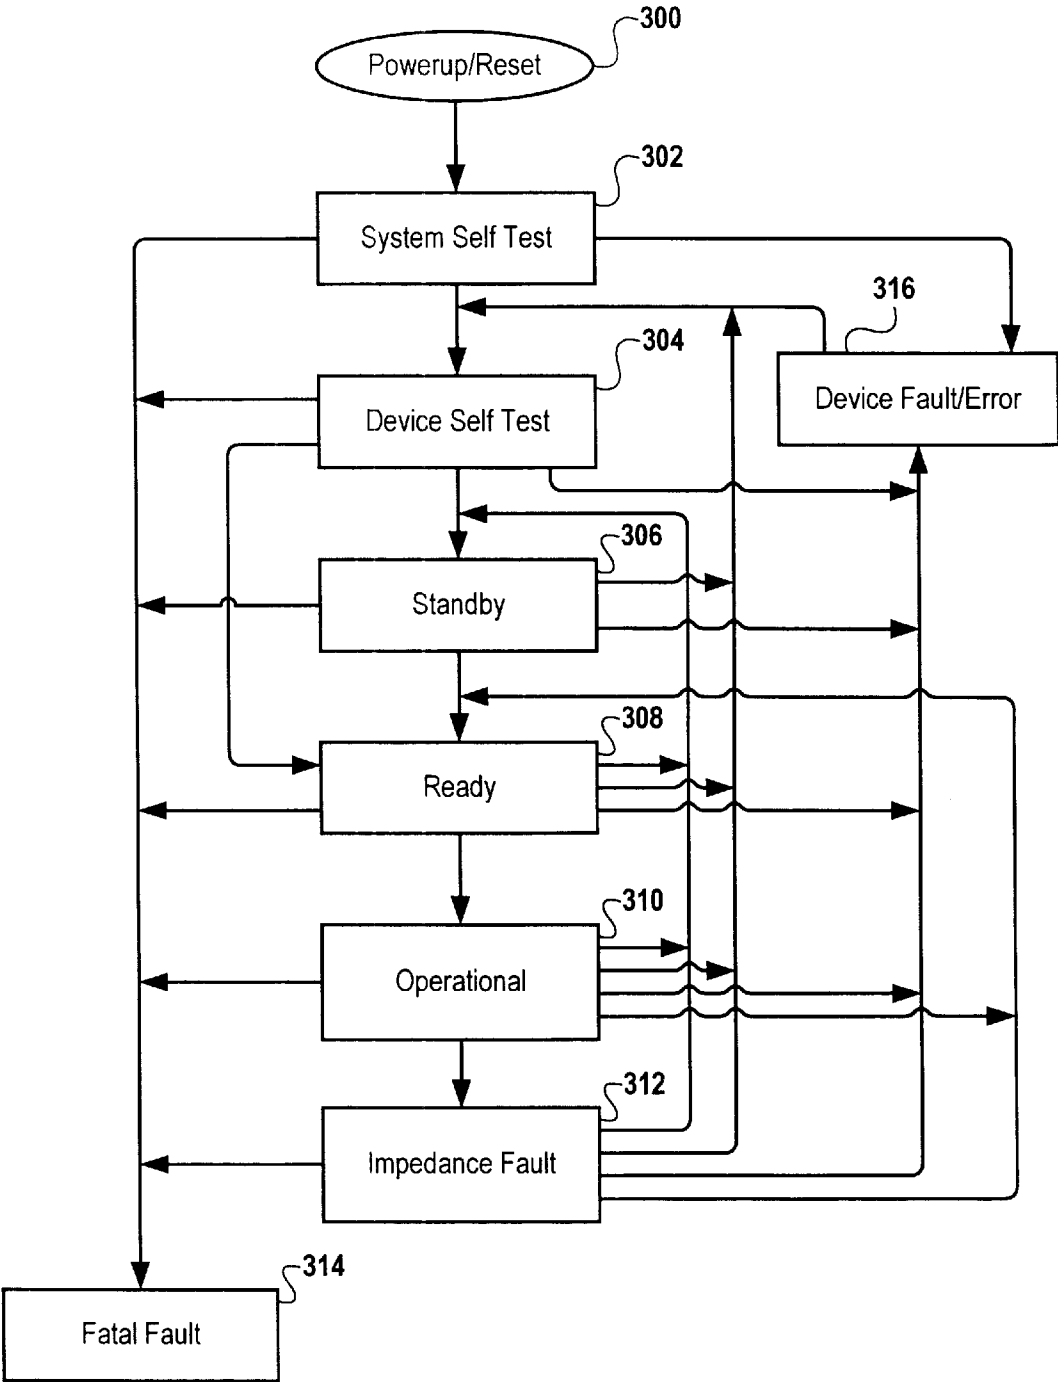 300
Powerup/Reset
302
System Self Test
316
304
Device Fault/Error
Device Self Test
306
Standby
308
Ready
310
Operational
312
Impedance Fault
314
Fatal Fault